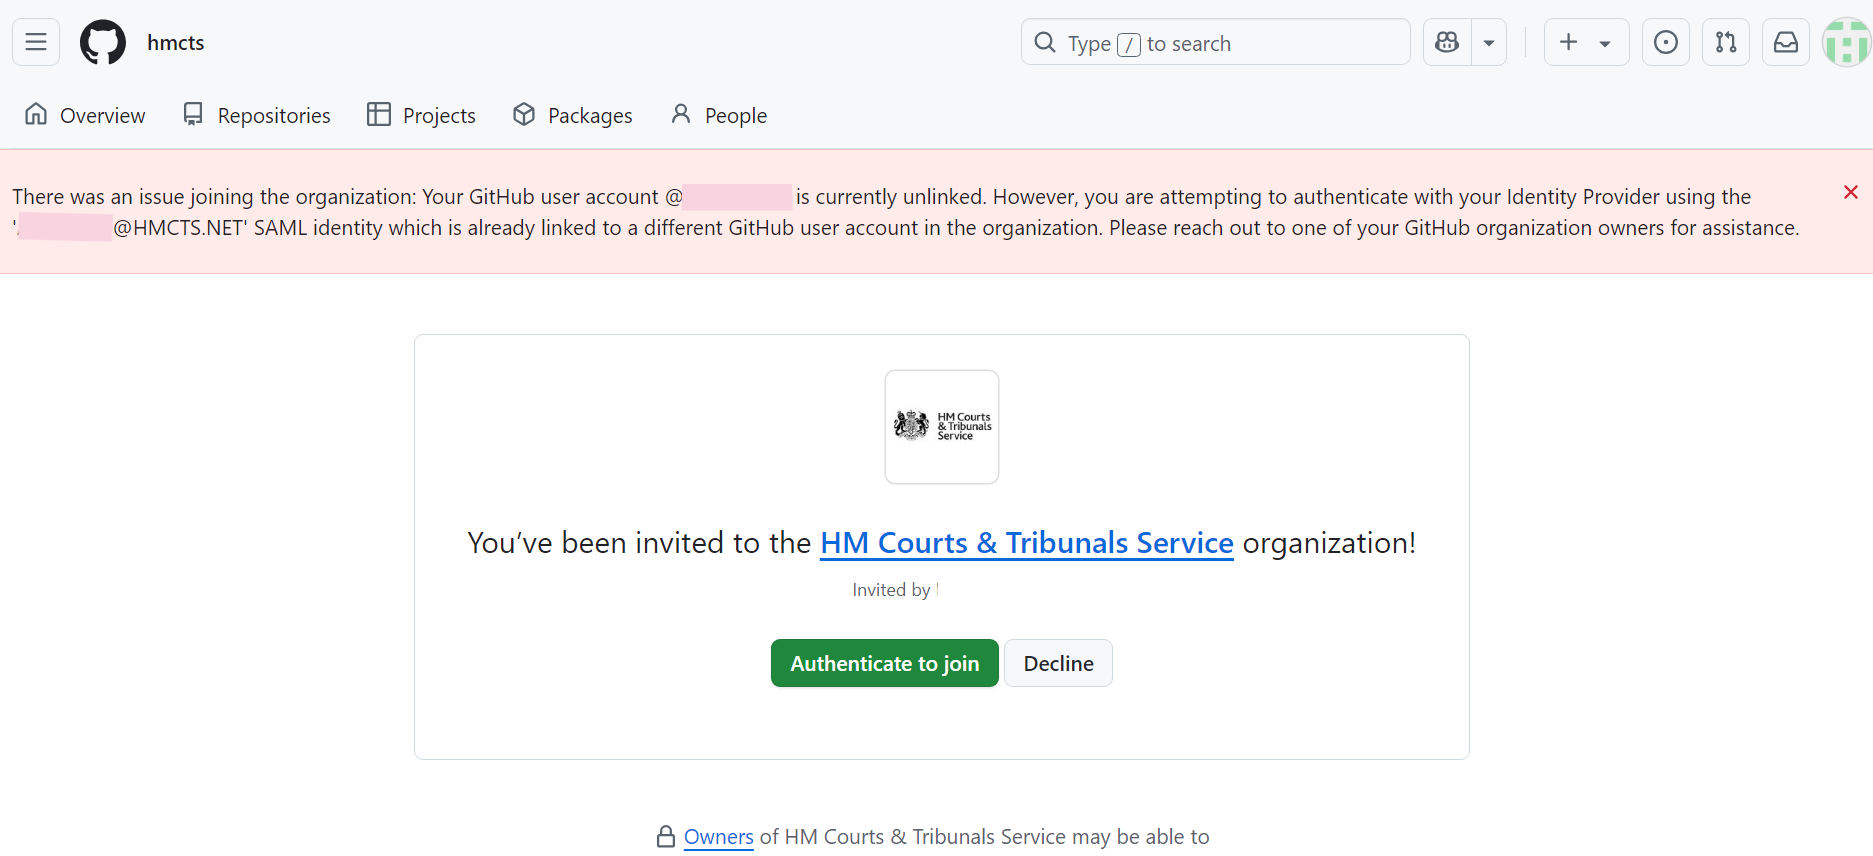 hmcts
Type / to search
Overview
Repositories
Projects
Packages
People
There was an issue joining the organization: Your GitHub user account @ is currently unlinked. However, you are attempting to authenticate with your Identity Provider using the
' @HMCTS.NET' SAML identity which is already linked to a different GitHub user account in the organization. Please reach out to one of your GitHub organization owners for assistance.
HM Courts
& Tribunals
Service
You’ve been invited to the HM Courts & Tribunals Service organization!
Invited by
Authenticate to join
Decline
Owners of HM Courts & Tribunals Service may be able to